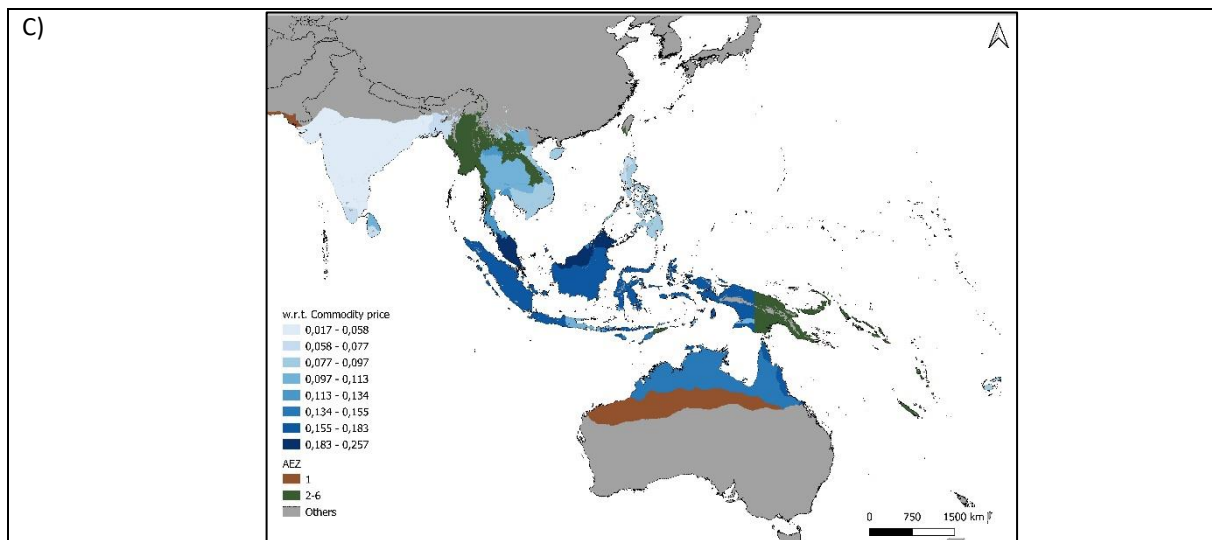 C)
w.r.t. Commodity price
0,017 - 0,058
0,058 - 0,077
0,077 - 0,097
0,097 - 0,113
0,113 - 0,134
0,134 - 0,155
0,155 - 0,183
0,183 - 0,257
AEZ
1
2-6
Others
0 750 1500 km